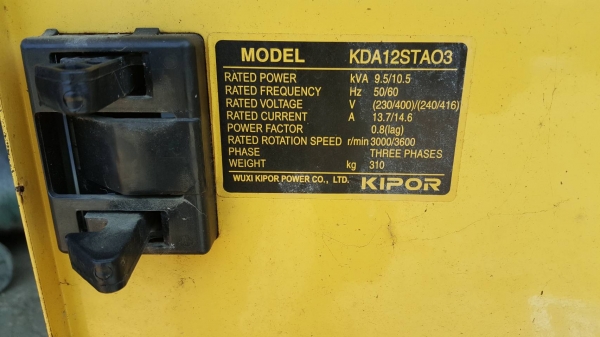 MODEL KDA12STAO3
RATED POWER kVA 9.5/10.5
RATED FREQUENCY Hz 50/60
RATED VOLTAGE V (230/400)/(240/416)
RATED CURRENT A 13.7/14.6
POWER FACTOR 0.8(lag)
RATED ROTATION SPEED r/min 3000/3600
PHASE THREE PHASES
WEIGHT kg 310
WUXI KIPOR POWER CO., LTD. KIPOR